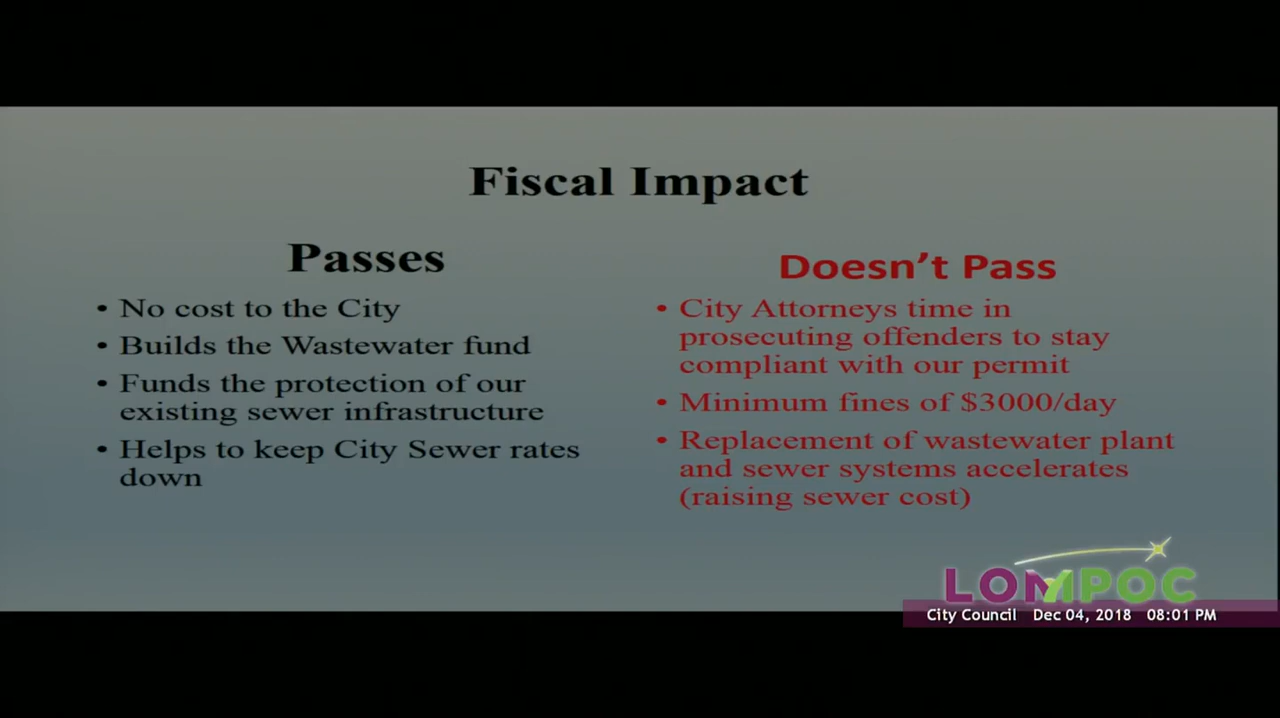 Fiscal Impact
Passes
• No cost to the City
• Builds the Wastewater fund
• Funds the protection of our
existing sewer infrastructure
• Helps to keep City Sewer rates
down
Doesn't Pass
• City Attorneys time in
prosecuting offenders to stay
compliant with our permit
• Minimum fines of $3000/day
• Replacement of wastewater plant
and sewer systems accelerates
(raising sewer cost)
LOMPOC
City Council Dec 04, 2018 08:01 PM